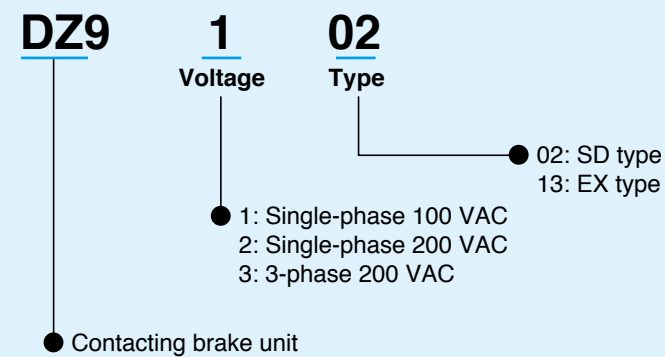 DZ9 1 02
Voltage Type
02: SD type
13: EX type
1: Single-phase 100 VAC
2: Single-phase 200 VAC
3: 3-phase 200 VAC
Contacting brake unit